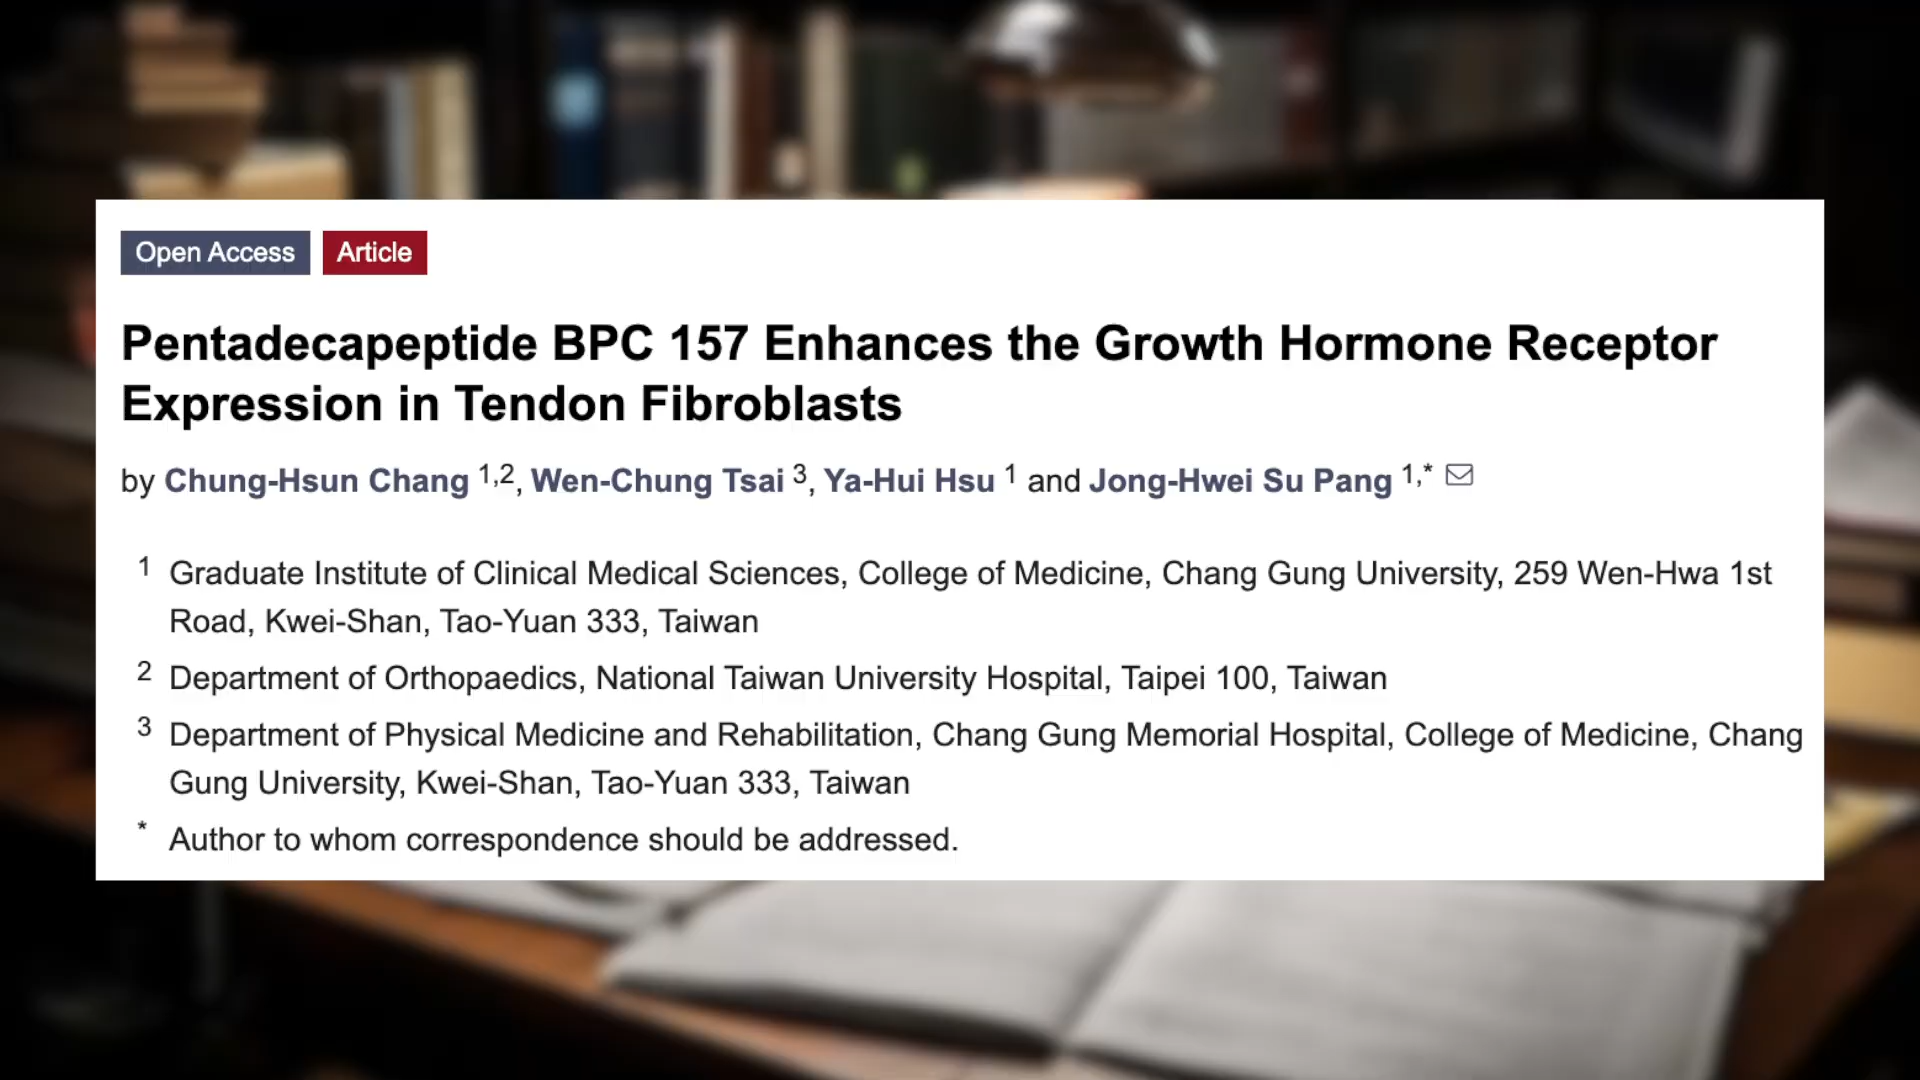 Open Access Article
Pentadecapeptide BPC 157 Enhances the Growth Hormone Receptor
Expression in Tendon Fibroblasts
by Chung-Hsun Chang 1,2, Wen-Chung Tsai 3, Ya-Hui Hsu 1 and Jong-Hwei Su Pang 1,*
1 Graduate Institute of Clinical Medical Sciences, College of Medicine, Chang Gung University, 259 Wen-Hwa 1st
Road, Kwei-Shan, Tao-Yuan 333, Taiwan
2 Department of Orthopaedics, National Taiwan University Hospital, Taipei 100, Taiwan
3 Department of Physical Medicine and Rehabilitation, Chang Gung Memorial Hospital, College of Medicine, Chang
Gung University, Kwei-Shan, Tao-Yuan 333, Taiwan
* Author to whom correspondence should be addressed.